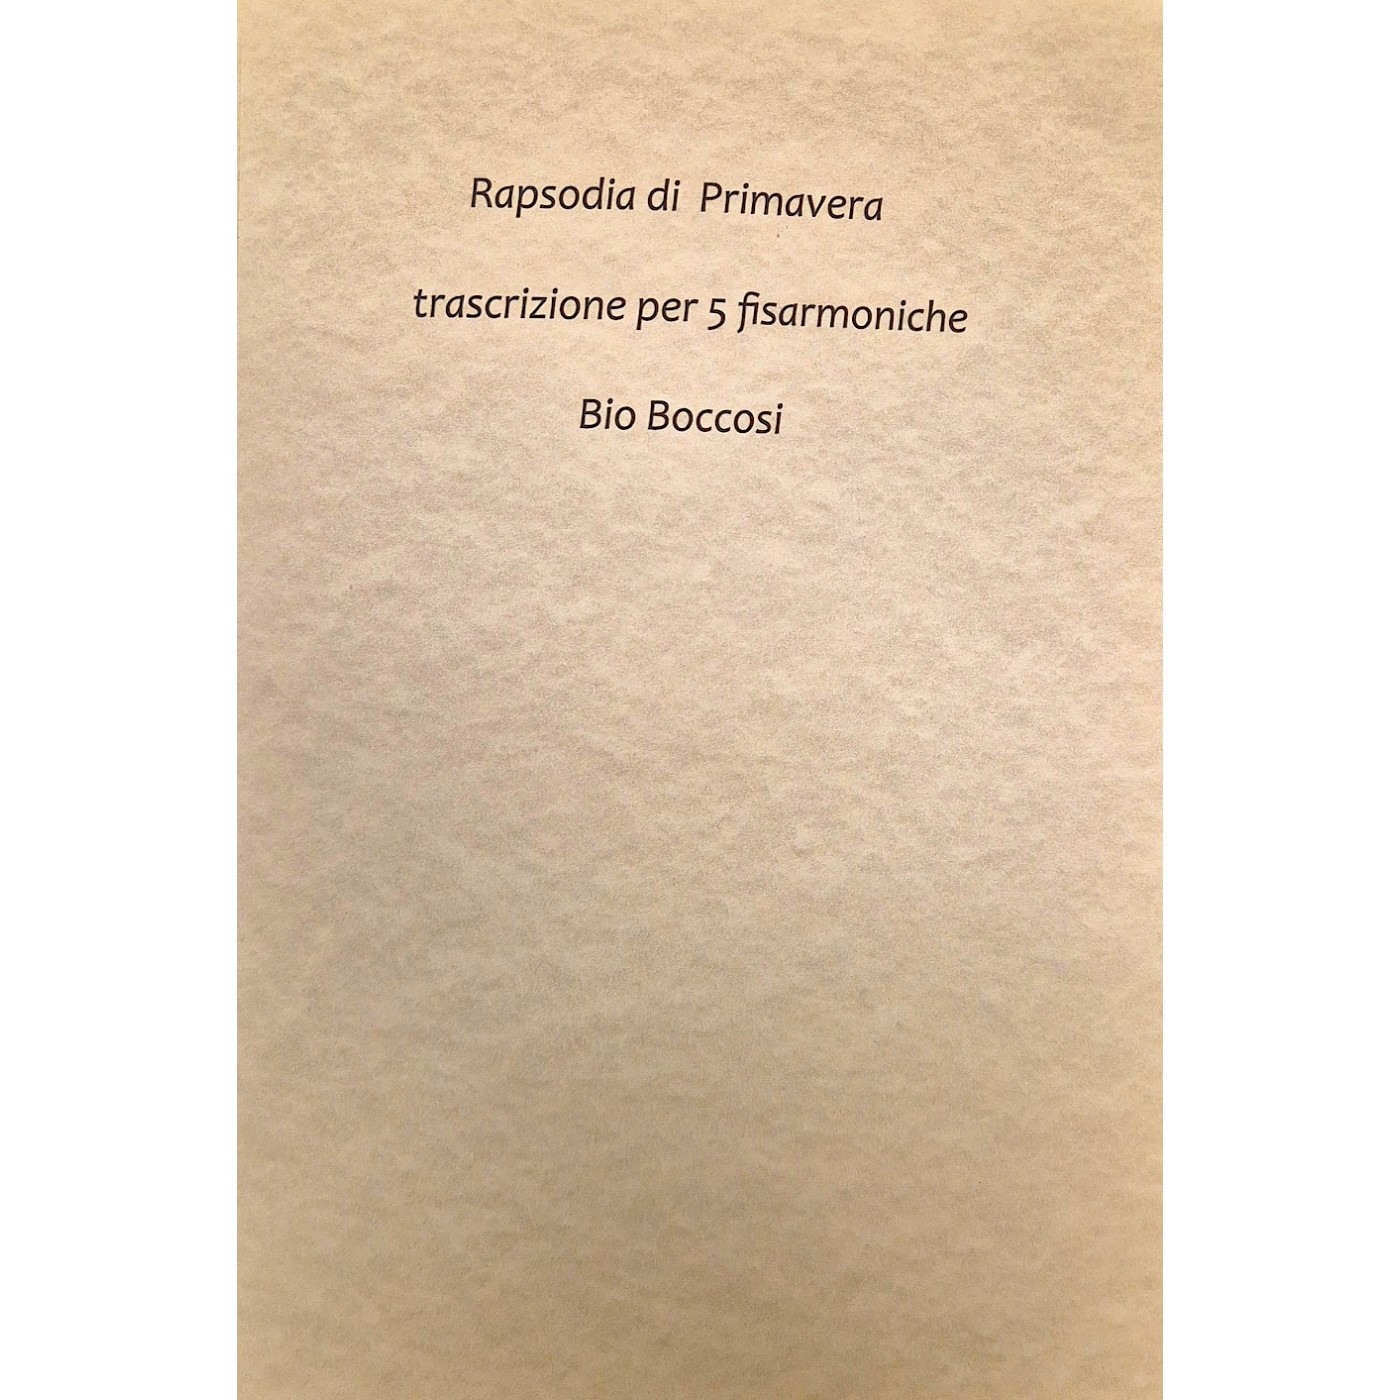 Rapsodia di Primavera
trascrizione per 5 fisarmoniche
Bio Boccosi